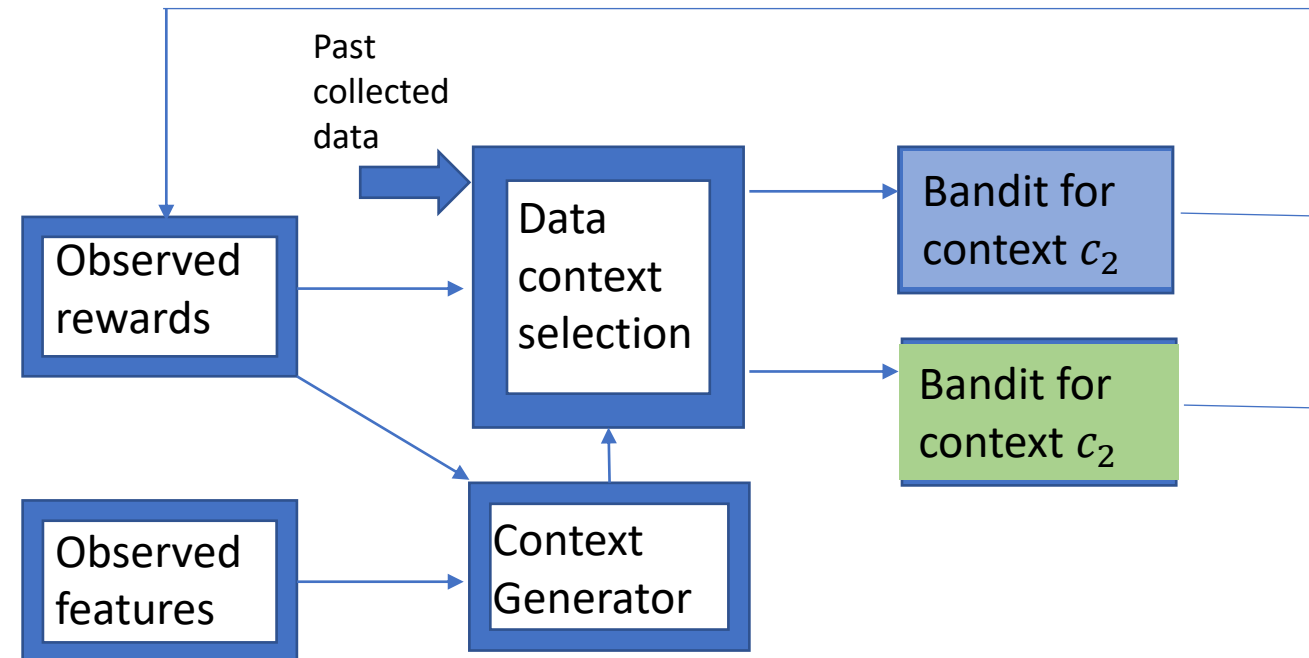 Past
collected
data
Observed
rewards
Data
context
selection
Bandit for
context 𝑐₂
Bandit for
context 𝑐₂
Observed
features
Context
Generator